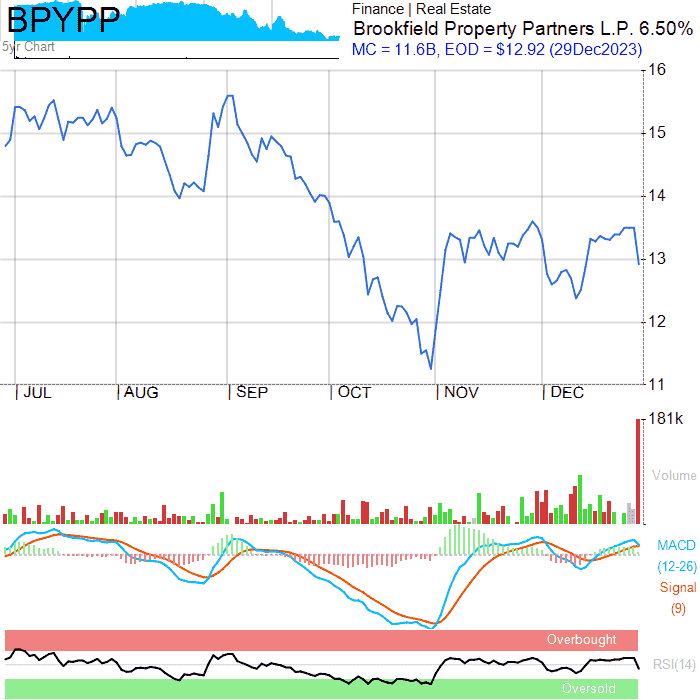 BPYPP
5yr Chart
Finance | Real Estate
Brookfield Property Partners L.P. 6.50%
MC = 11.6B, EOD = $12.92 (29Dec2023)
16
15
14
13
12
11
JUL AUG SEP OCT NOV DEC
181k
Volume
MACD
(12-26)
Signal
(9)
Overbought
RSI(14)
Oversold